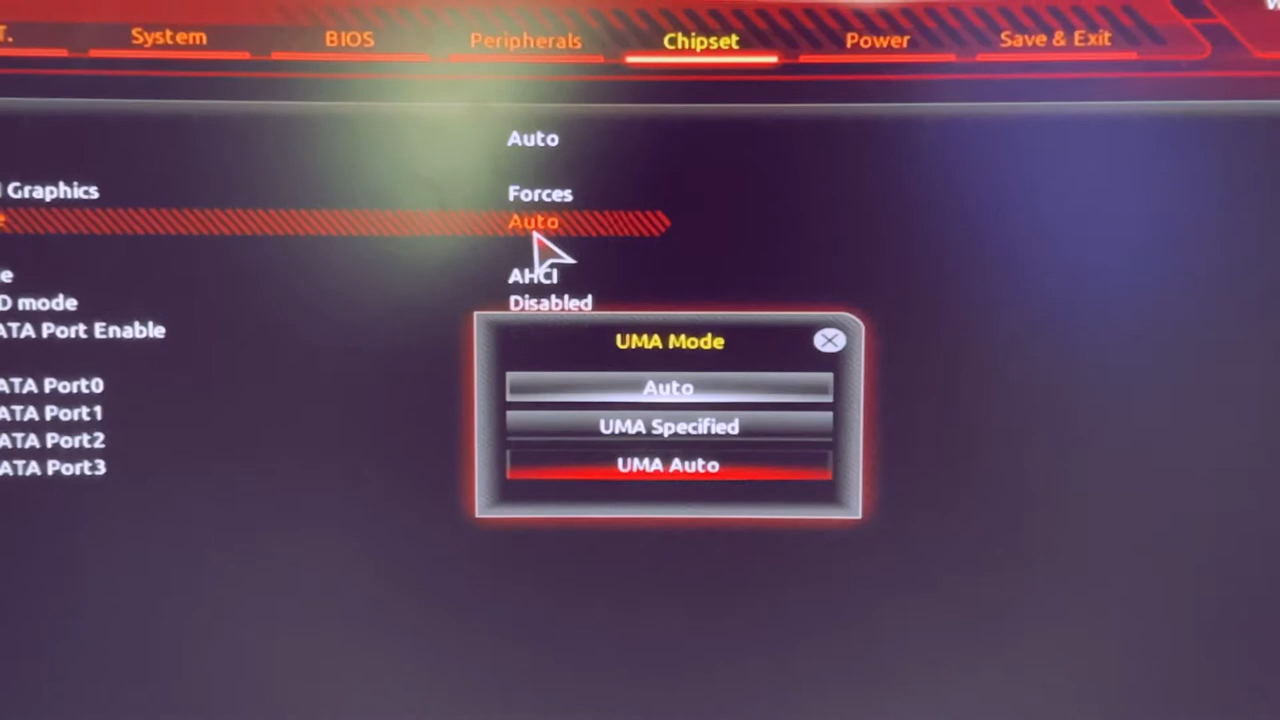 T. System BIOS Peripherals Chipset Power Save & Exit
Auto
Graphics Forces
e Auto
e AHCI
D mode Disabled
ATA Port Enable
UMA Mode
Auto
ATA Port0
ATA Port1
UMA Specified
ATA Port2
UMA Auto
ATA Port3